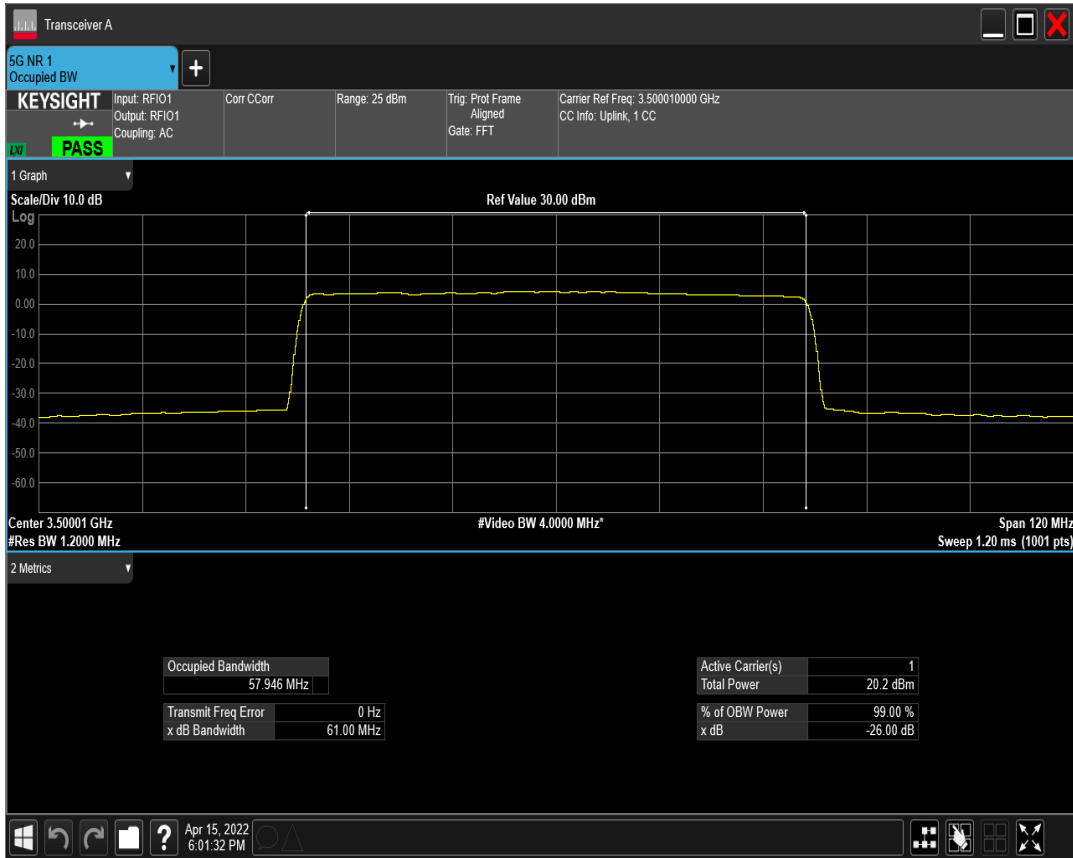 Transceiver A
5G NR 1
Occupied BW
KEYSIGHT
Input: RFIO1
Output: RFIO1
Coupling: AC
Corr CCorr
Range: 25 dBm
Trig: Prot Frame
Aligned
Gate: FFT
Carrier Ref Freq: 3.500010000 GHz
CC Info: Uplink, 1 CC
LXI
PASS
1 Graph
Scale/Div 10.0 dB
Ref Value 30.00 dBm
Log
20.0
10.0
0.00
-10.0
-20.0
-30.0
-40.0
-50.0
-60.0
Center 3.50001 GHz
#Video BW 4.0000 MHz*
Span 120 MHz
#Res BW 1.2000 MHz
Sweep 1.20 ms (1001 pts)
2 Metrics
Occupied Bandwidth
57.946 MHz
Transmit Freq Error 0 Hz
x dB Bandwidth 61.00 MHz
Active Carrier(s) 1
Total Power 20.2 dBm
% of OBW Power 99.00 %
x dB -26.00 dB
?
Apr 15, 2022
6:01:32 PM